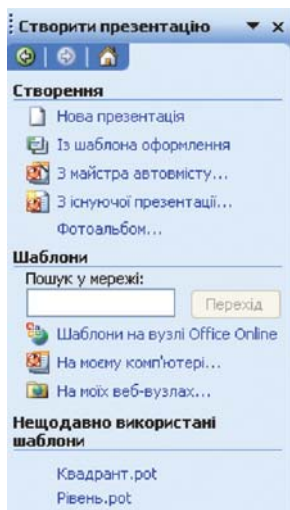 Створити презентацію
Створення
Нова презентація
Із шаблона оформлення
З майстра автовмісту...
З існуючої презентації...
Фотоальбом...
Шаблони
Пошук у мережі:
Перехід
Шаблони на вузлі Office Online
На моєму комп'ютері...
На моїх веб-вузлах...
Нещодавно використані
шаблони
Квадрант.pot
Рівень.pot